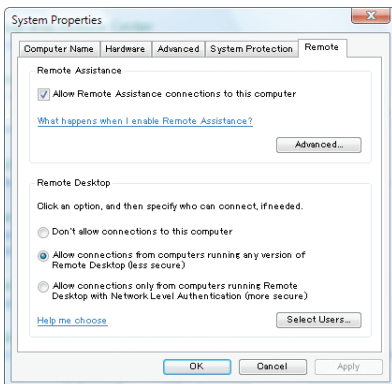 System Properties
Computer Name Hardware Advanced System Protection Remote
Remote Assistance
Allow Remote Assistance connections to this computer
What happens when I enable Remote Assistance?
Advanced...
Remote Desktop
Click an option, and then specify who can connect, if needed.
Don't allow connections to this computer
Allow connections from computers running any version of
Remote Desktop (less secure)
Allow connections only from computers running Remote
Desktop with Network Level Authentication (more secure)
Help me choose
Select Users...
OK Cancel Apply